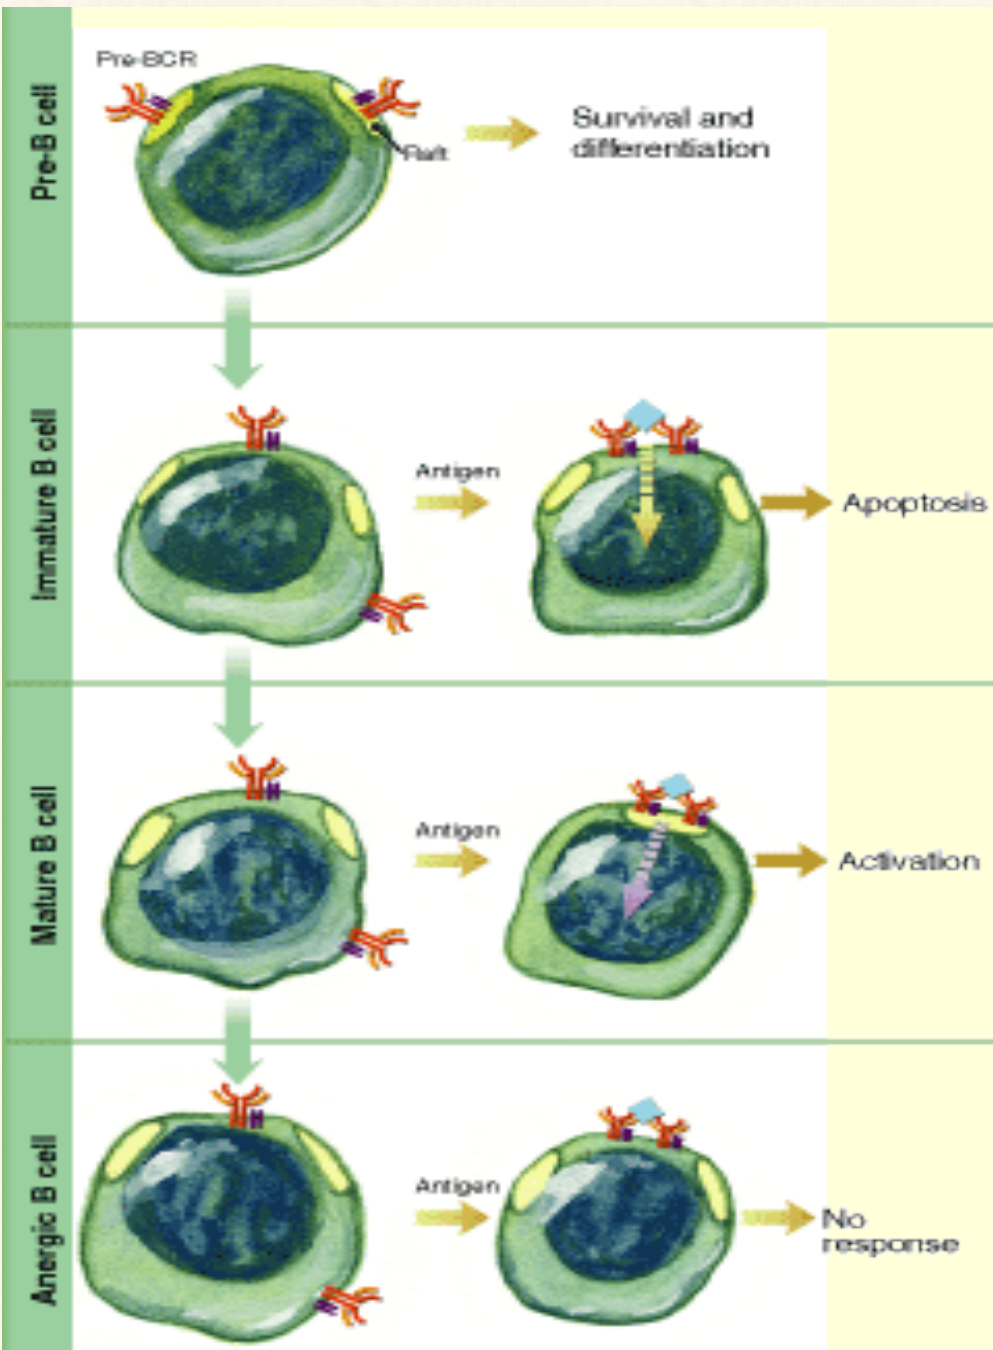 Pre-B cell
Pre-BCR
Raft
Survival and
differentiation
Immature B cell
Antigen
Apoptosis
Mature B cell
Antigen
Activation
Anergic B cell
Antigen
No
response